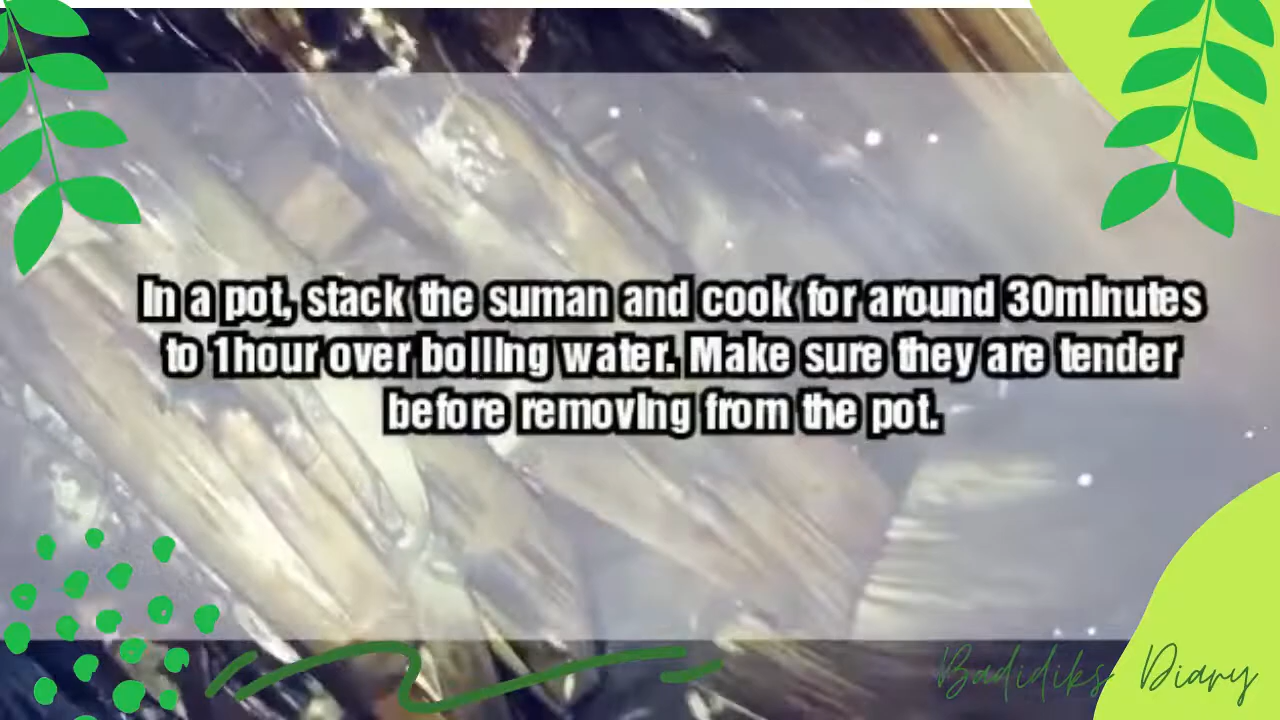 In a pot, stack the suman and cook for around 30minutes
to 1hour over boiling water. Make sure they are tender
before removing from the pot.
Badidiks Diary